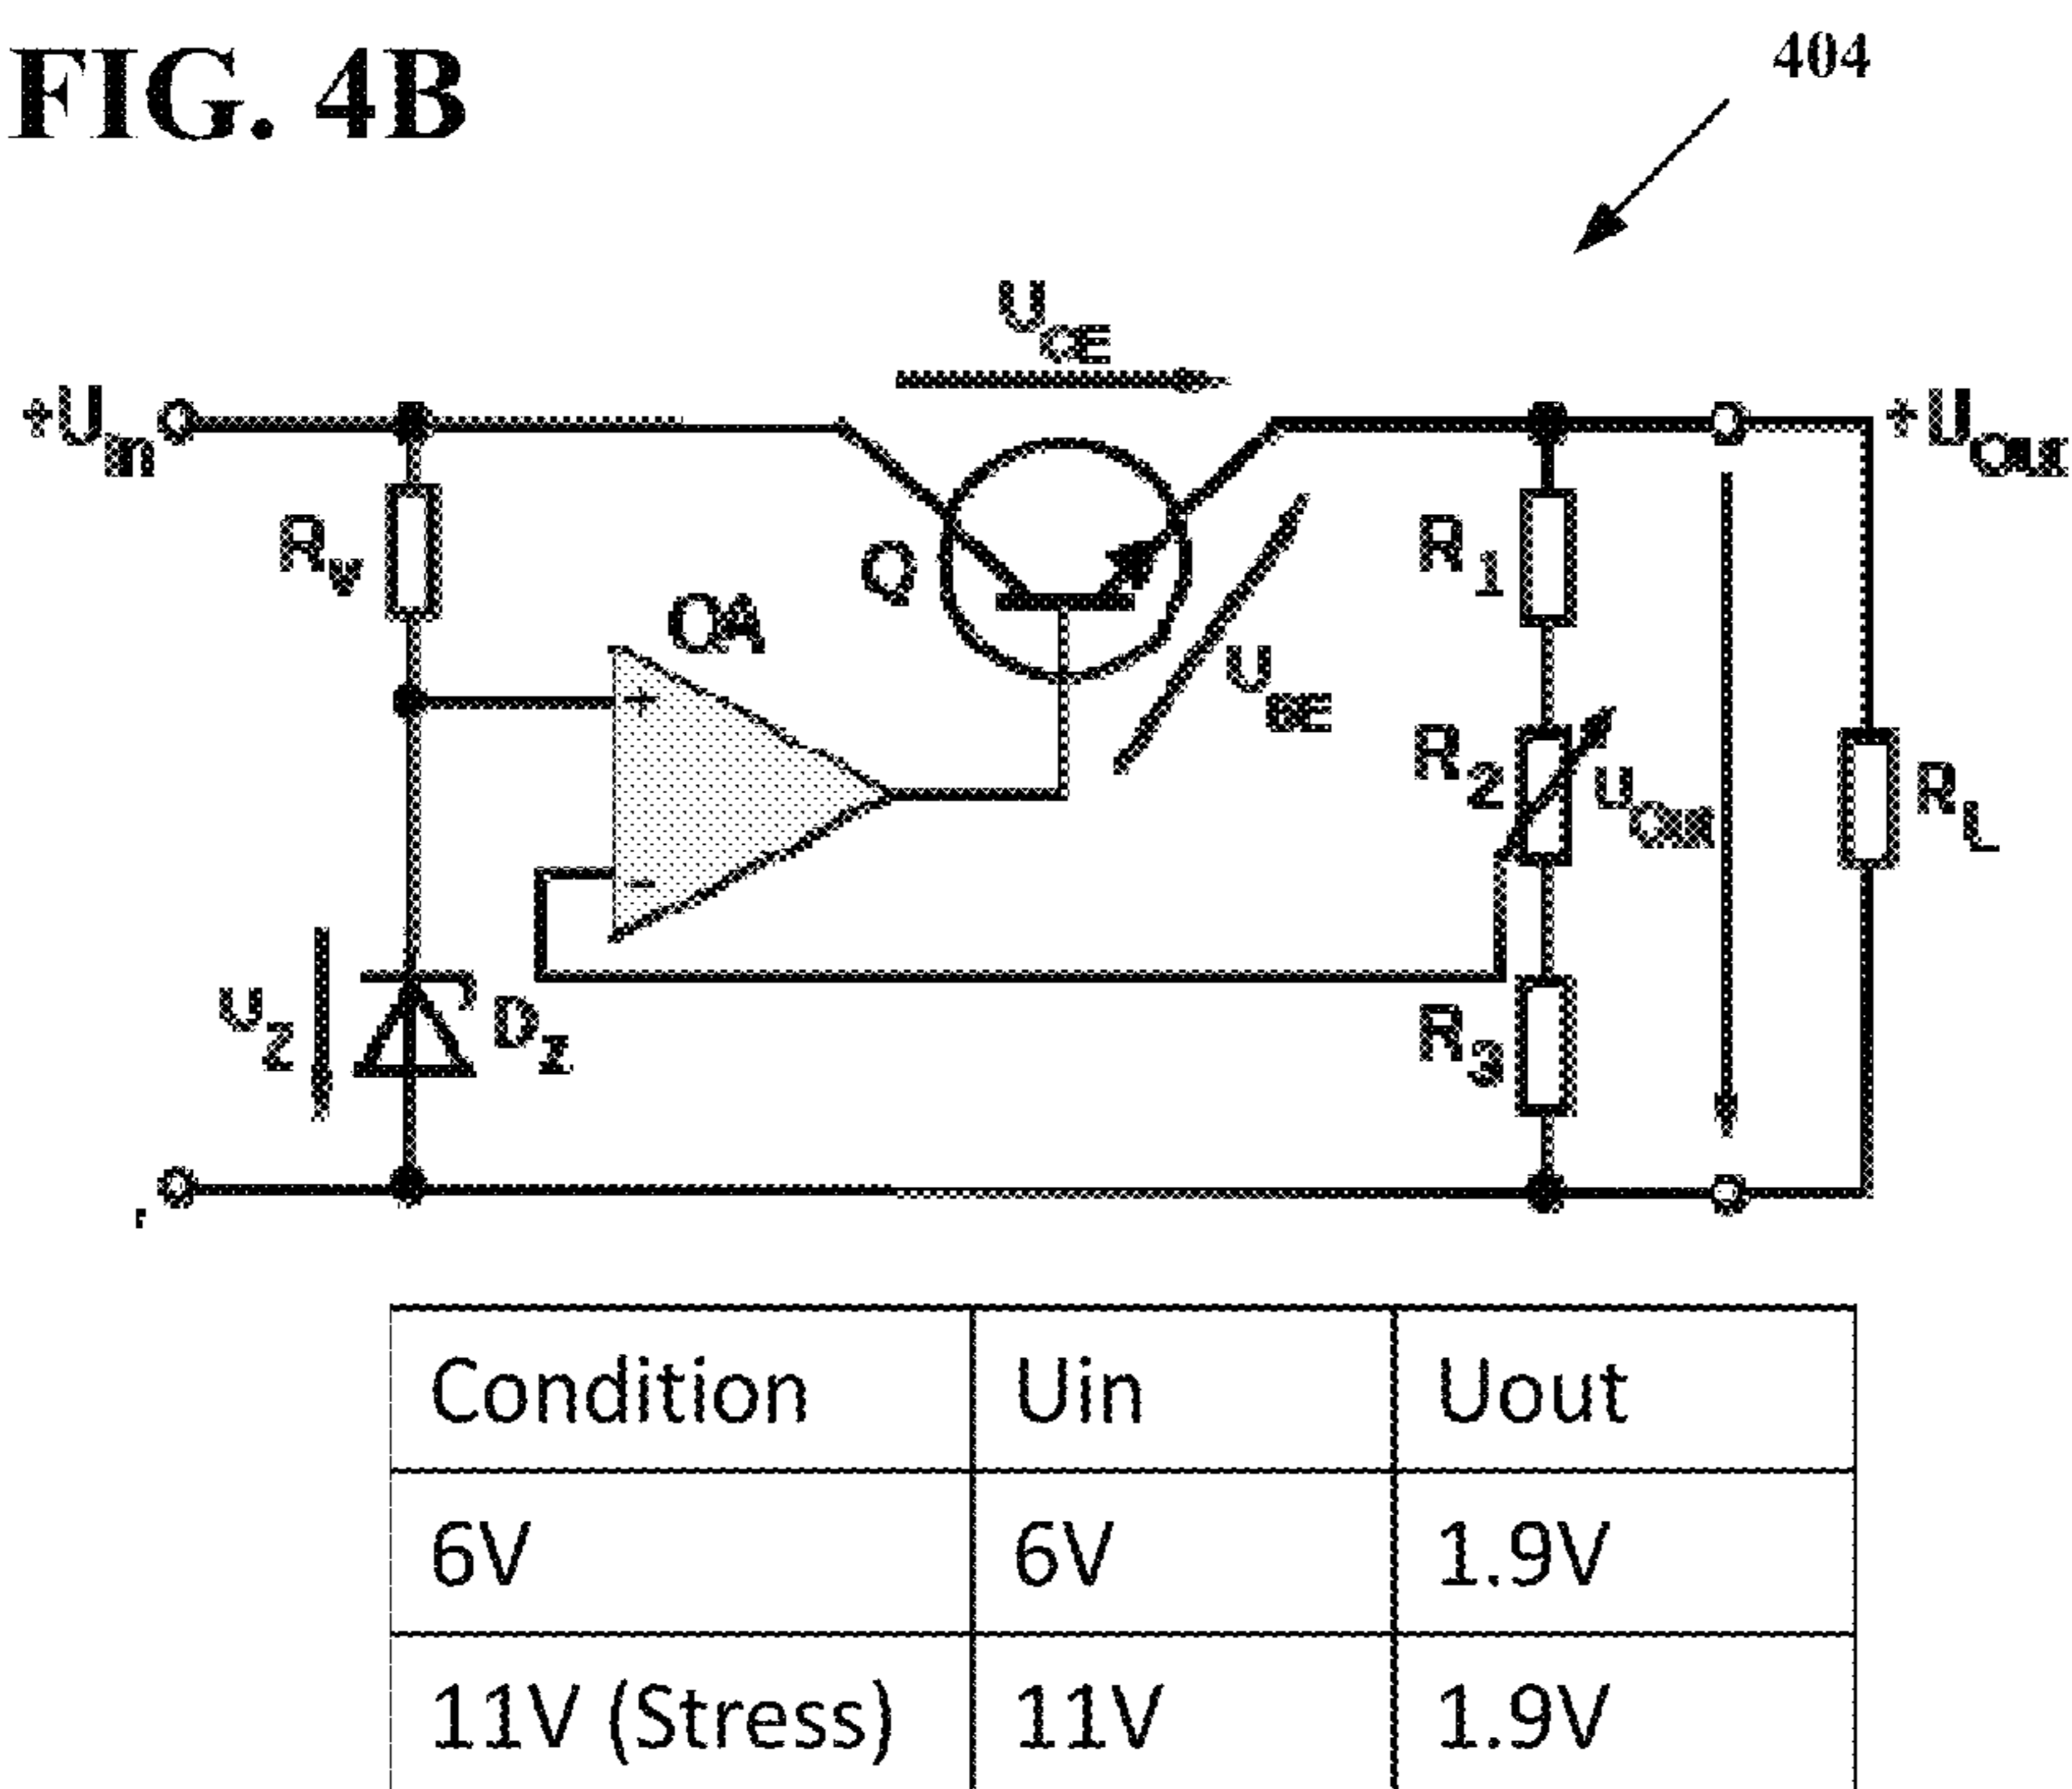 FIG. 4B
404
UCE
+Uin
+UOut
Rv
Q
R1
OA
UBE
+
R2
UOut
RL
-
UZ
DZ
R3
Condition Uin Uout
6V 6V 1.9V
11V (Stress) 11V 1.9V